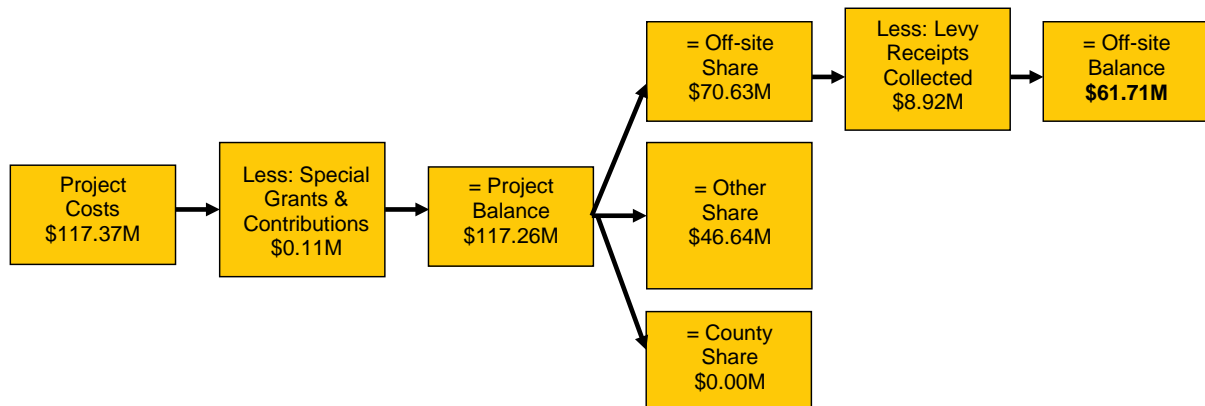 Project
Costs
$117.37M
Less: Special
Grants &
Contributions
$0.11M
= Project
Balance
$117.26M
= Off-site
Share
$70.63M
Less: Levy
Receipts
Collected
$8.92M
= Off-site
Balance
$61.71M
= Other
Share
$46.64M
= County
Share
$0.00M